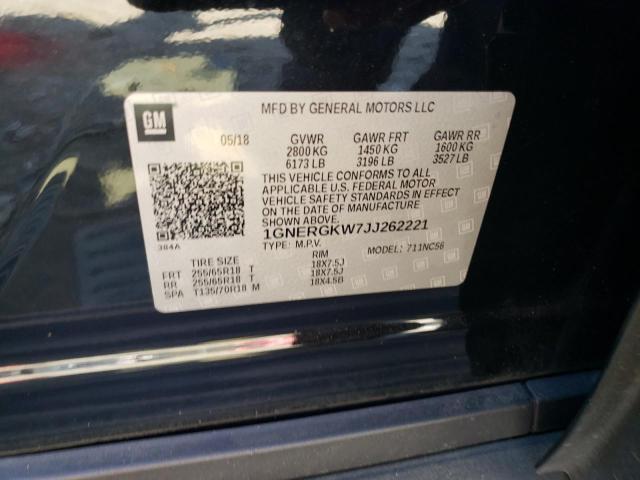 GM
MFD BY GENERAL MOTORS LLC
05/18 GVWR GAWR FRT GAWR RR
2800 KG 1450 KG 1600 KG
6173 LB 3196 LB 3527 LB
THIS VEHICLE CONFORMS TO ALL
APPLICABLE U.S. FEDERAL MOTOR
VEHICLE SAFETY STANDARDS IN EFFECT
ON THE DATE OF MANUFACTURE
SHOWN ABOVE.
1GNERGKW7JJ262221
384A
TYPE: M.P.V. MODEL: 711NC56
TIRE SIZE RIM
FRT 255/65R18 T 18X7.5J
RR 255/65R18 T 18X7.5J
SPA T135/70R18 M 18X4.5B